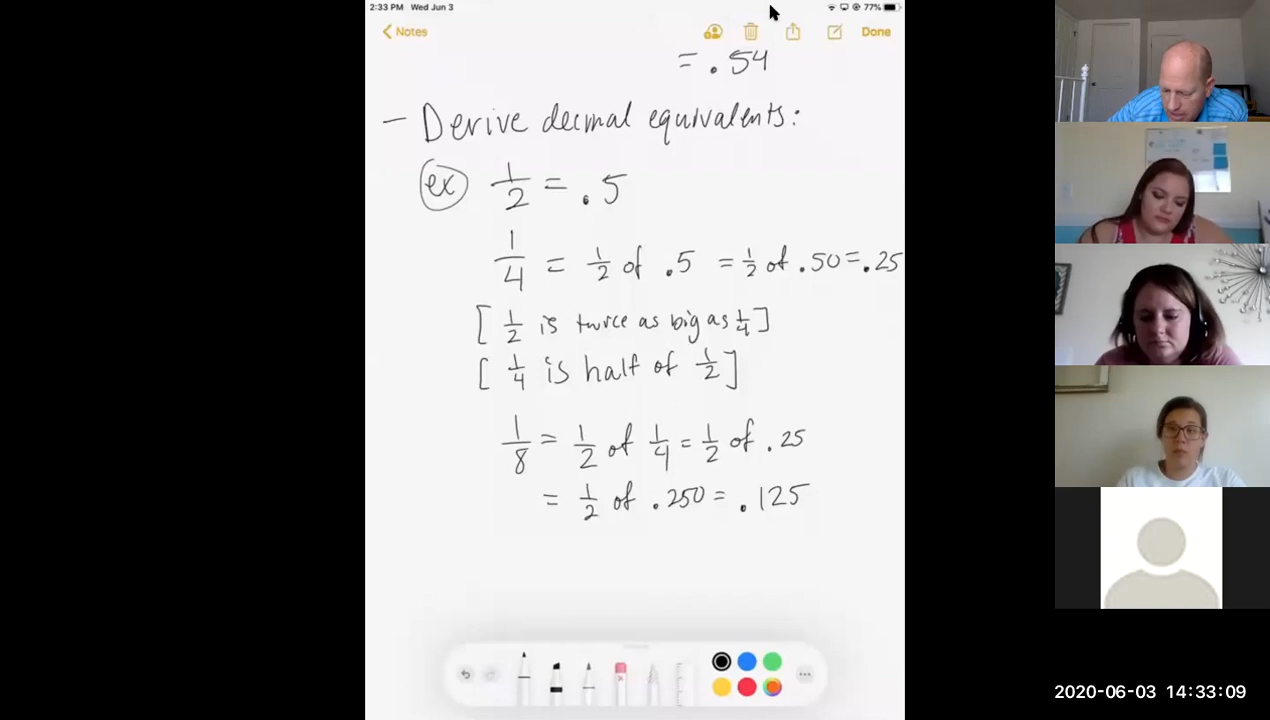 2:33 PM Wed Jun 3
77%
Notes
Done
= .54
- Derive decimal equivalents:
ex 1/2 = .5
1/4 = 1/2 of .5 = 1/2 of .50 = .25
[ 1/2 is twice as big as 1/4 ]
[ 1/4 is half of 1/2 ]
1/8 = 1/2 of 1/4 = 1/2 of .25
= 1/2 of .250 = .125
2020-06-03 14:33:09